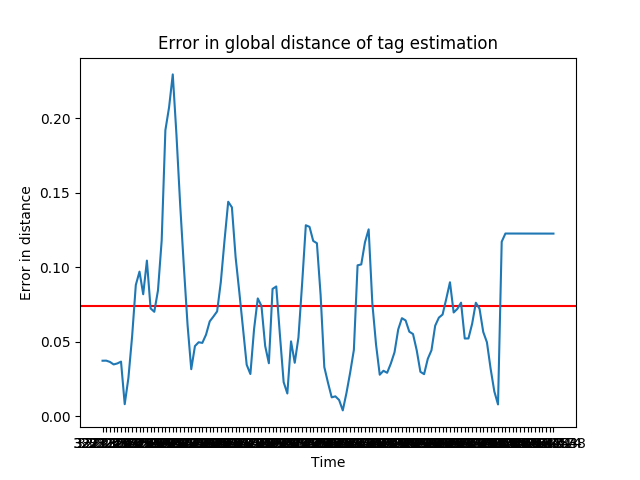 Error in global distance of tag estimation
Error in distance
0.20
0.15
0.10
0.05
0.00
Time